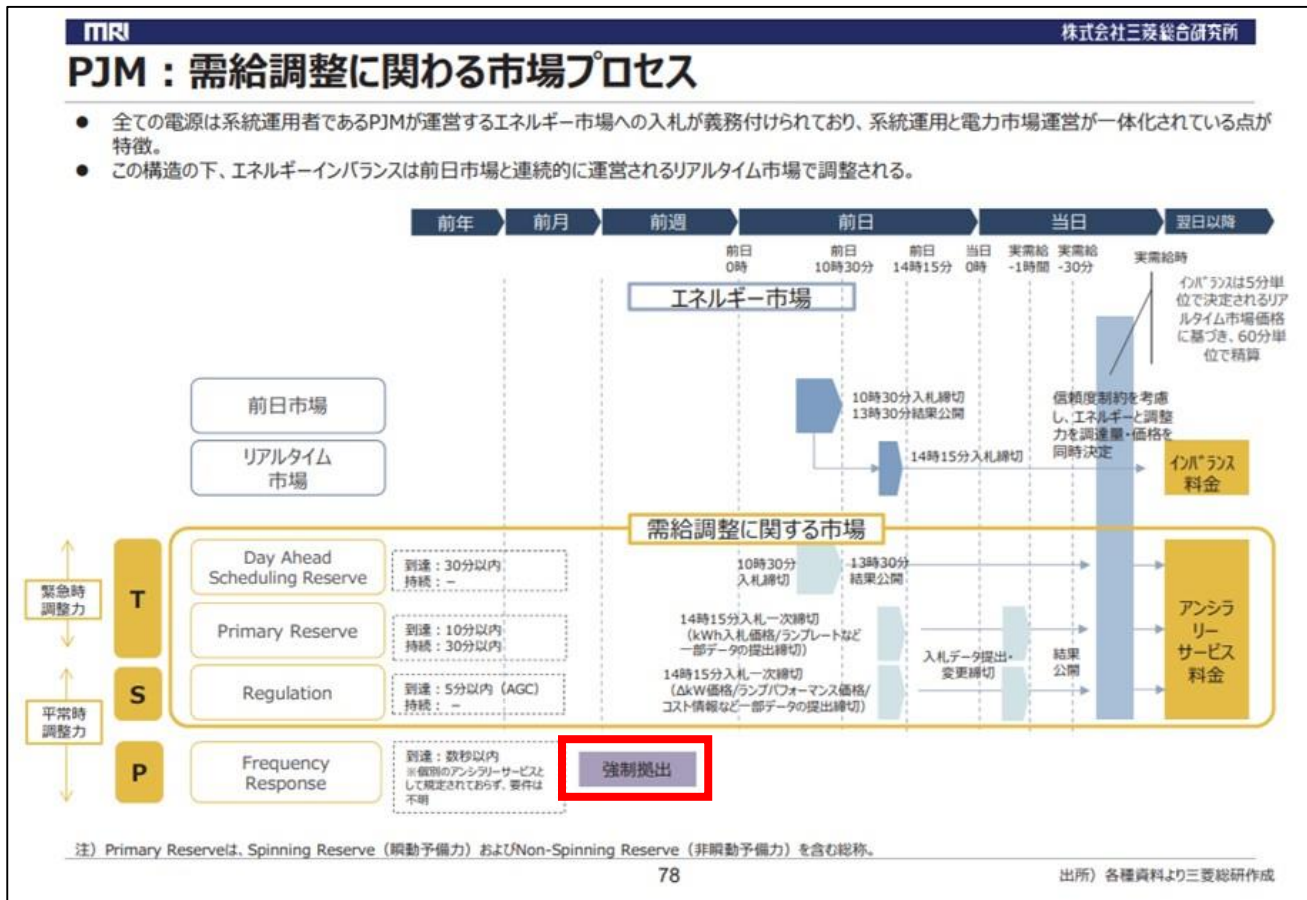 MRI
株式会社三菱総合研究所
PJM：需給調整に関わる市場プロセス
● 全ての電源は系統運用者であるPJMが運営するエネルギー市場への入札が義務付けられており、系統運用と電力市場運営が一体化されている点が
特徴。
● この構造の下、エネルギーインバランスは前日市場と連続的に運営されるリアルタイム市場で調整される。
前年
前月
前週
前日
当日
翌日以降
前日
0時
前日
10時30分
前日
14時15分
当日
0時
実需給
-1時間
実需給
-30分
実需給時
エネルギー市場
インバランスは5分単
位で決定されるリア
ルタイム市場価格
に基づき、60分単
位で精算
前日市場
10時30分入札締切
13時30分結果公開
信頼度制約を考慮
し、エネルギーと調整
力を調達量・価格を
同時決定
リアルタイム
市場
14時15分入札締切
インバランス
料金
需給調整に関する市場
緊急時
調整力
T
Day Ahead
Scheduling Reserve
到達：30分以内
持続：－
10時30分
入札締切
13時30分
結果公開
Primary Reserve
到達：10分以内
持続：30分以内
14時15分入札一次締切
（kWh入札価格/ランプレートなど
一部データの提出締切）
入札データ提出・
変更締切
結果
公開
アンシラ
リー
サービス
料金
平常時
調整力
S
Regulation
到達：5分以内（AGC）
持続：－
14時15分入札一次締切
（ΔkW価格/ランプパフォーマンス価格/
コスト情報など一部データの提出締切）
P
Frequency
Response
到達：数秒以内
※個別のアンシラリーサービスと
して規定されておらず、要件は
不明
強制拠出
注）Primary Reserveは、Spinning Reserve（瞬動予備力）およびNon-Spinning Reserve（非瞬動予備力）を含む総称。
78
出所）各種資料より三菱総研作成